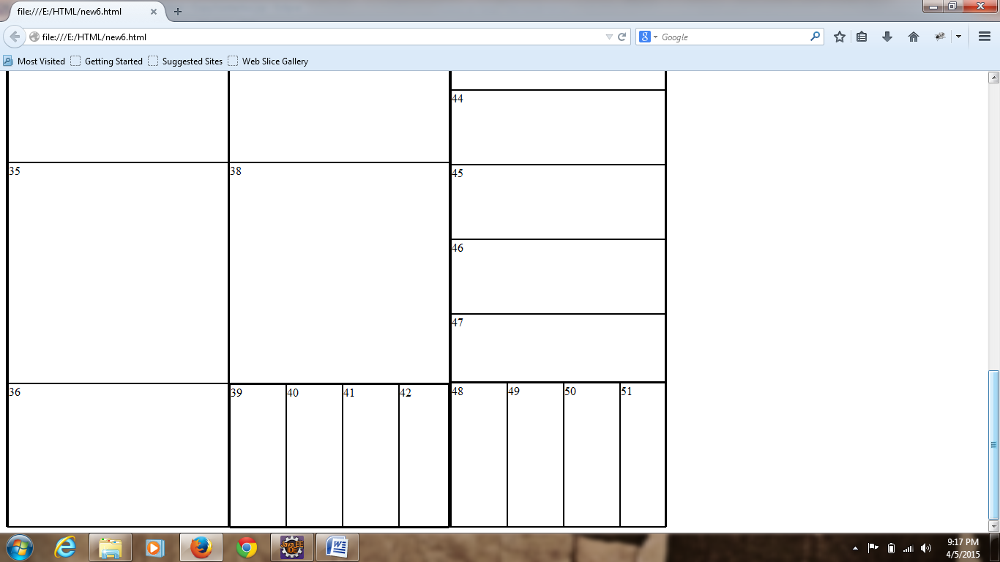 file:///E:/HTML/new6.html
file:///E:/HTML/new6.html
Google
Most Visited Getting Started Suggested Sites Web Slice Gallery
44
35 38 45
46
47
36 39 40 41 42 48 49 50 51
Java EE
IDE
9:17 PM
4/5/2015